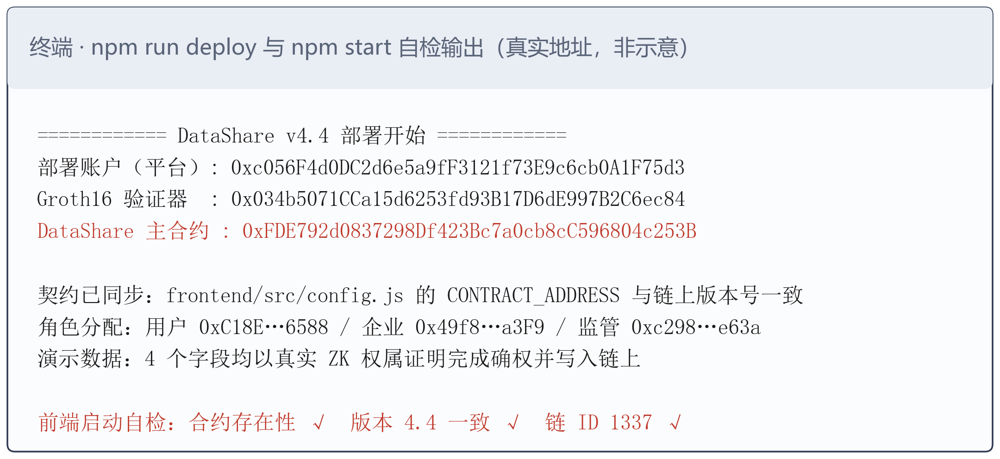 终端 · npm run deploy 与 npm start 自检输出（真实地址，非示意）
============ DataShare v4.4 部署开始 ============
部署账户（平台）: 0xc056F4d0DC2d6e5a9fF3121f73E9c6cb0A1F75d3
Groth16 验证器 : 0x034b5071CCa15d6253fd93B17D6dE997B2C6ec84
DataShare 主合约 : 0xFDE792d0837298Df423Bc7a0cb8cC596804c253B
契约已同步：frontend/src/config.js 的 CONTRACT_ADDRESS 与链上版本号一致
角色分配：用户 0xC18E…6588 / 企业 0x49f8…a3F9 / 监管 0xc298…e63a
演示数据：4 个字段均以真实 ZK 权属证明完成确权并写入链上
前端启动自检：合约存在性 √ 版本 4.4 一致 √ 链 ID 1337 √